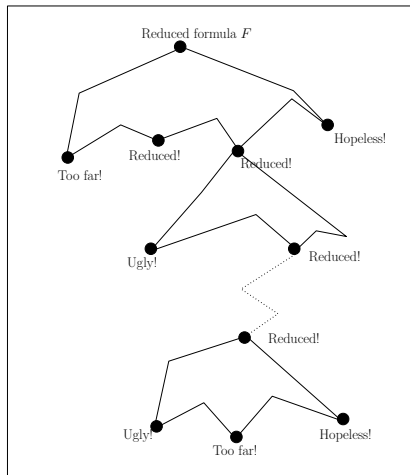 Reduced formula F
Hopeless!
Reduced!
Reduced!
Too far!
Ugly!
Reduced!
Reduced!
Ugly!
Hopeless!
Too far!